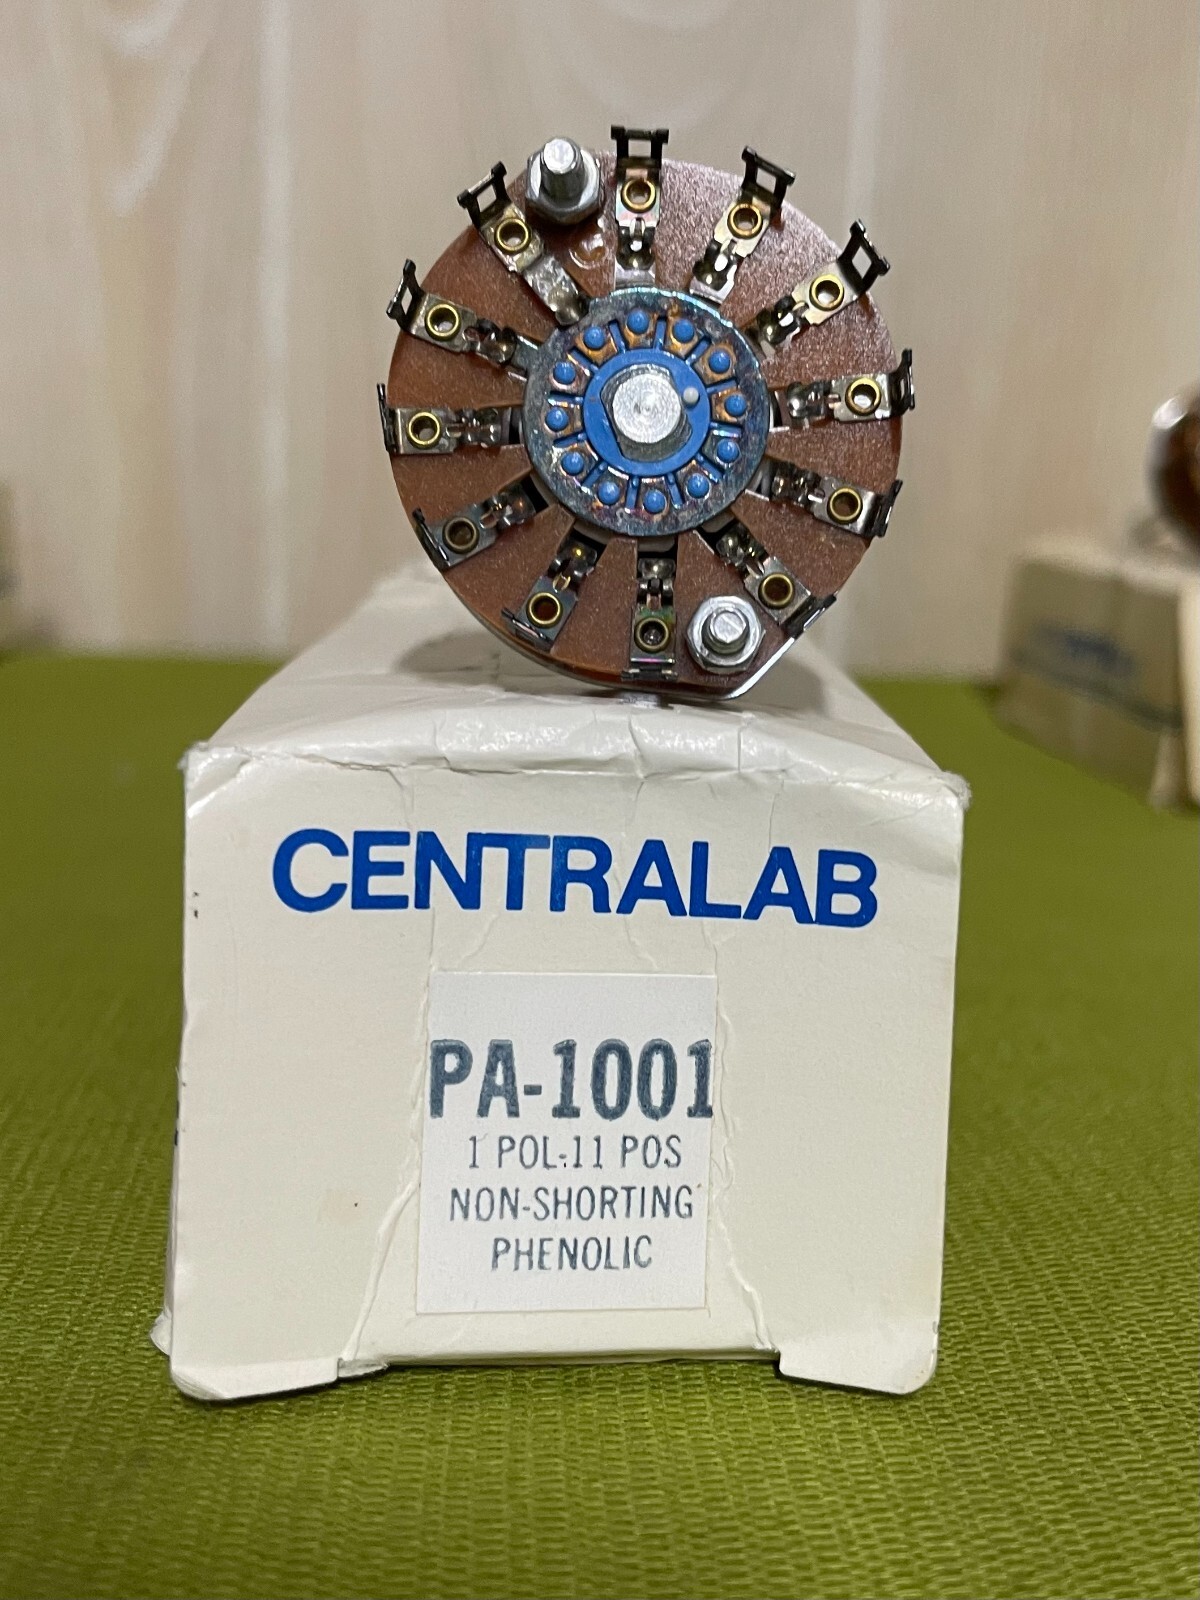 CENTRALAB
PA-1001
1 POL-11 POS
NON-SHORTING
PHENOLIC